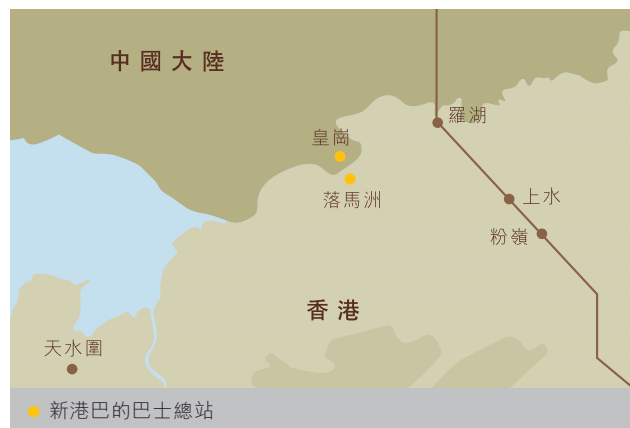 中國大陸
羅湖
皇崗
落馬洲
上水
粉嶺
香港
天水圍
新港巴的巴士總站